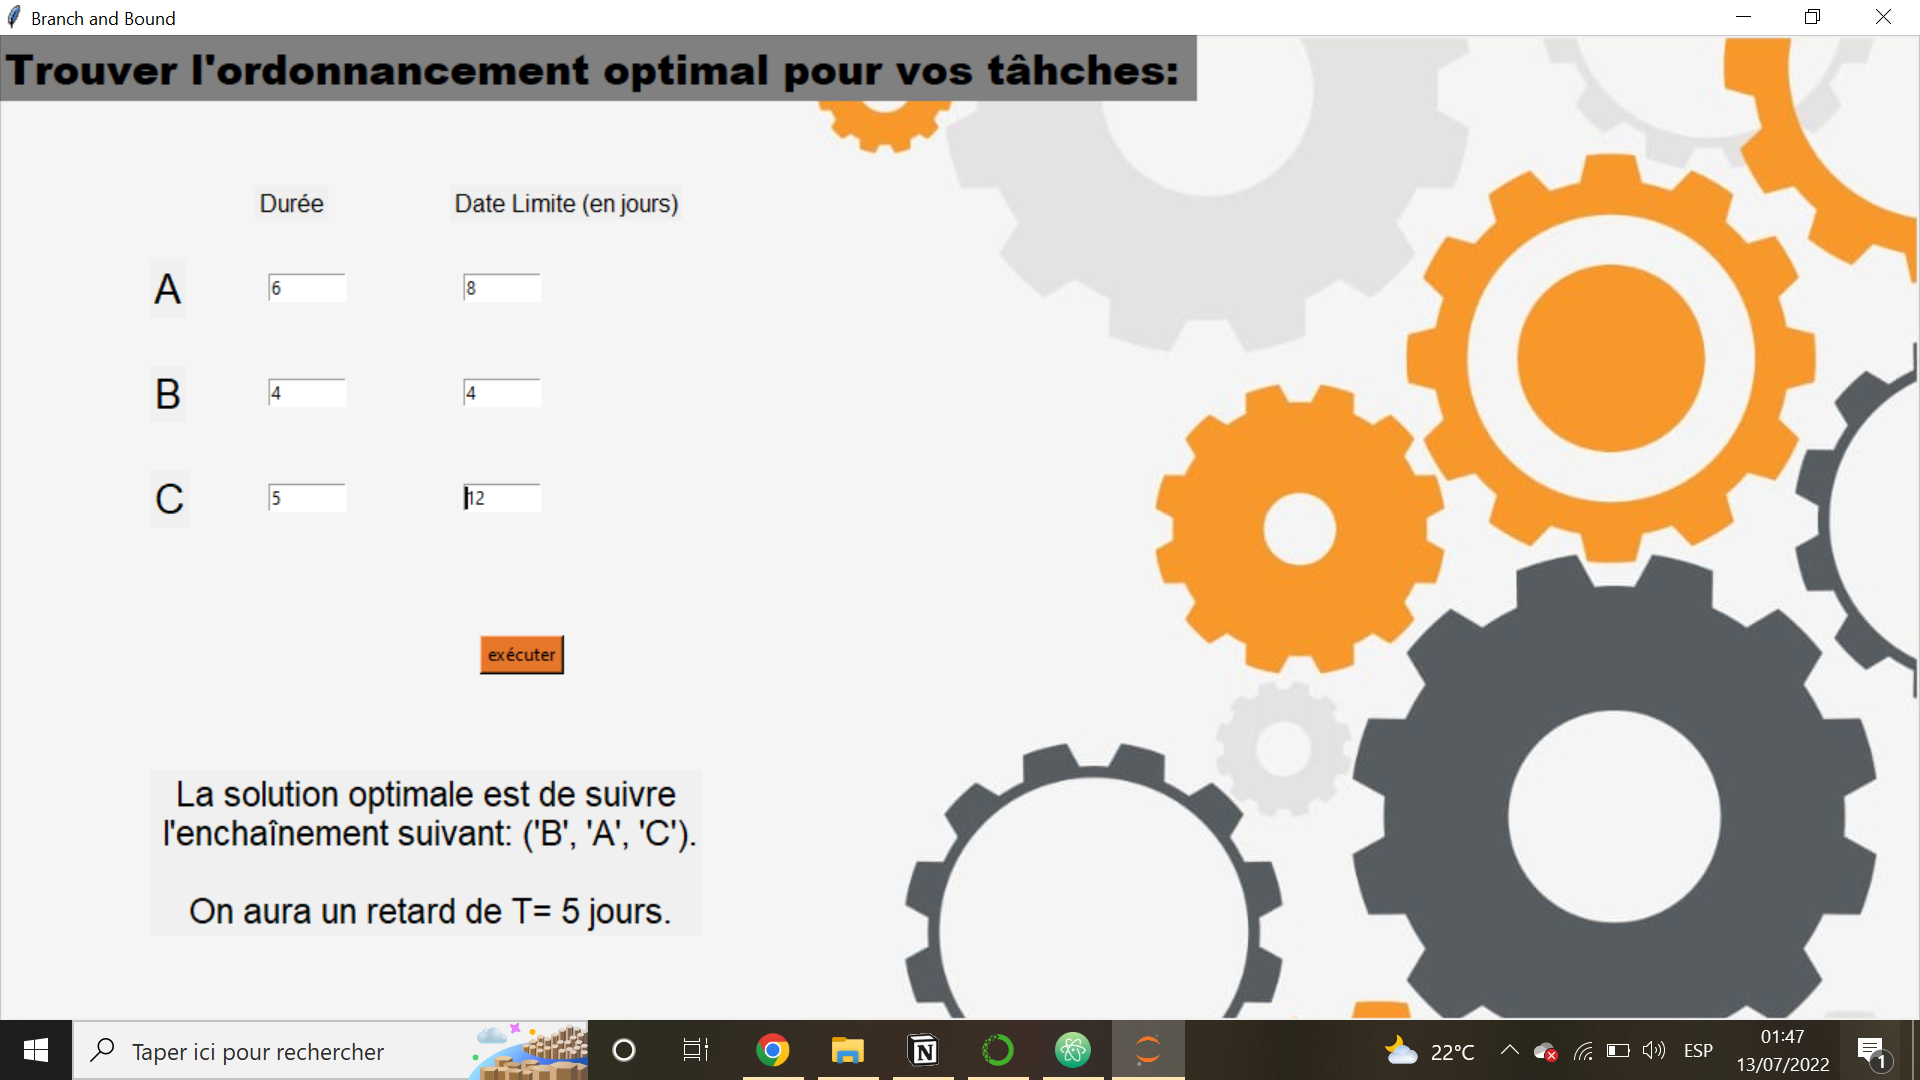 Branch and Bound
Trouver l'ordonnancement optimal pour vos tâhches:
Durée Date Limite (en jours)
A 6 8
B 4 4
C 5 12
exécuter
La solution optimale est de suivre
l'enchaînement suivant: ('B', 'A', 'C').
On aura un retard de T= 5 jours.
Taper ici pour rechercher
N
22°C
ESP
01:47
13/07/2022
1